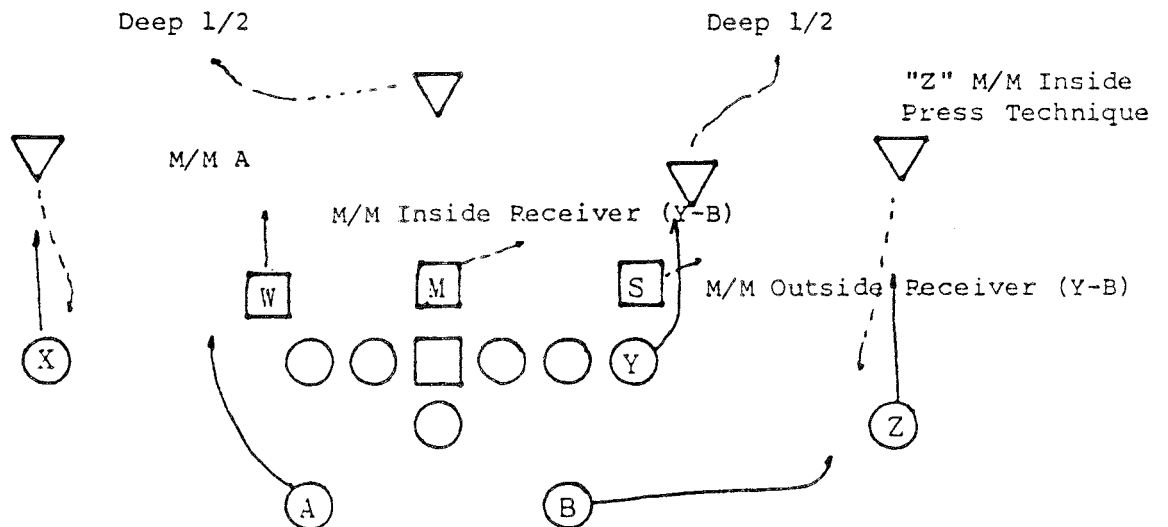 Deep 1/2
Deep 1/2
"Z" M/M Inside
Press Technique
M/M A
M/M Inside Receiver (Y-B)
W
M
S
M/M Outside Receiver (Y-B)
X
Y
Z
A
B